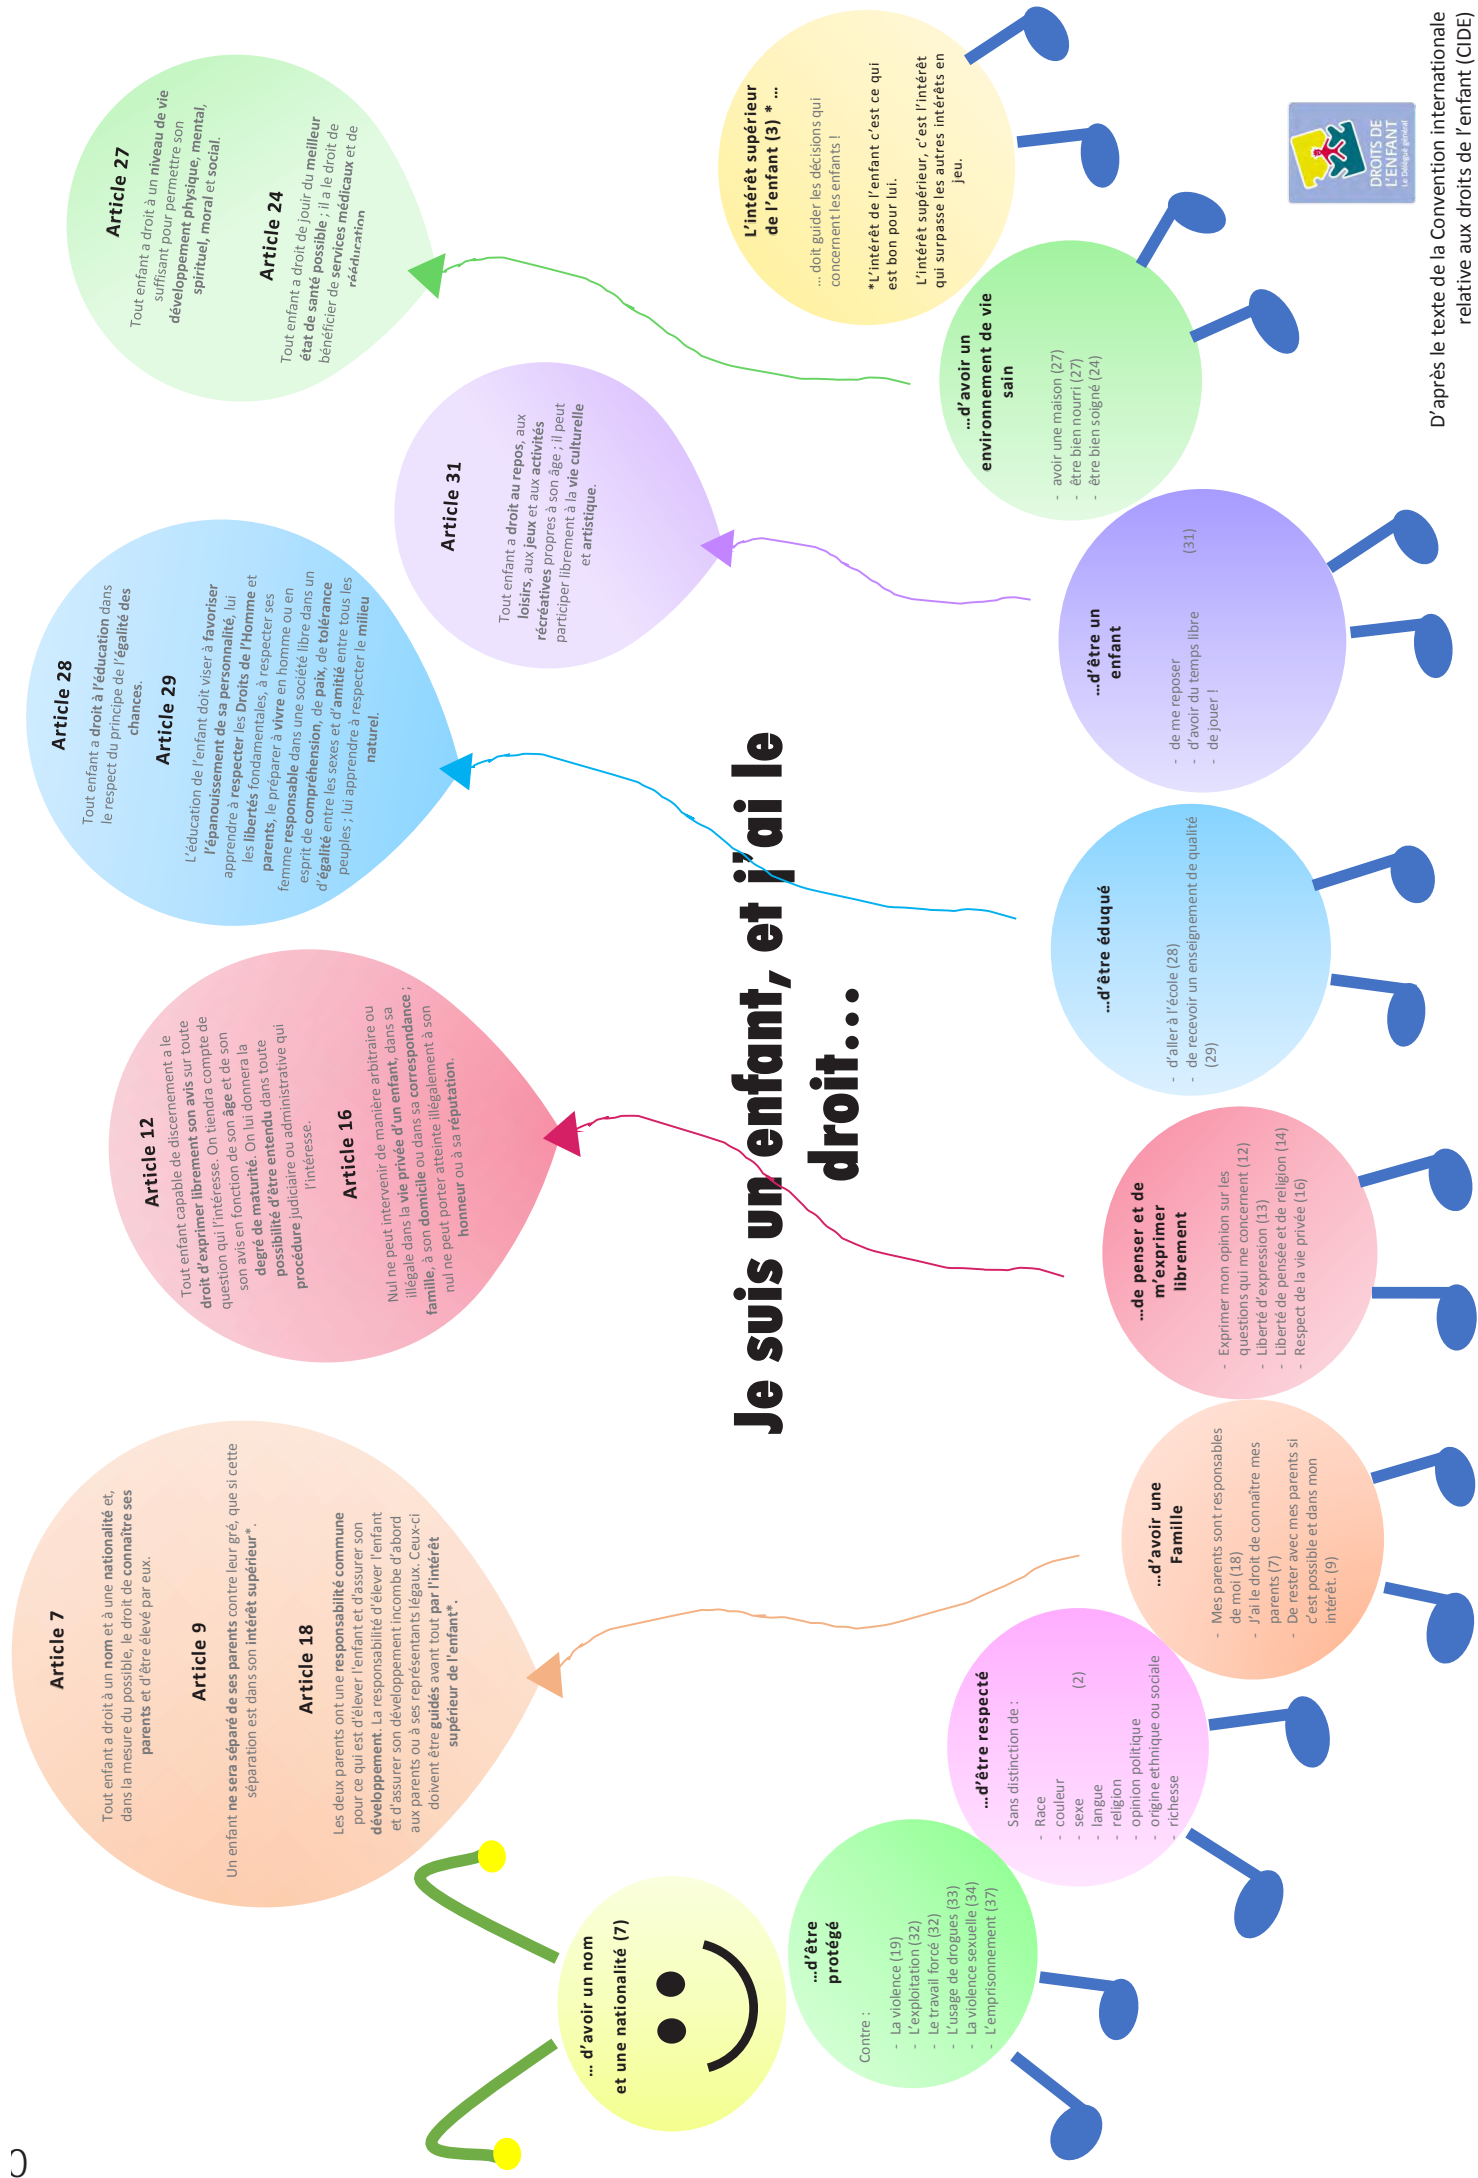 Article 7
Tout enfant a droit à un nom et à une nationalité et,
dans la mesure du possible, le droit de connaître ses
parents et d'être élevé par eux.
Article 9
Un enfant ne sera séparé de ses parents contre leur gré, que si cette
séparation est dans son intérêt supérieur*.
Article 18
Les deux parents ont une responsabilité commune
pour ce qui est d'élever l'enfant et d'assurer son
développement. La responsabilité d'élever l'enfant
et d'assurer son développement incombe d'abord
aux parents ou à ses représentants légaux. Ceux-ci
doivent être guidés avant tout par l'intérêt
supérieur de l'enfant*.
Article 12
Tout enfant capable de discernement a le
droit d'exprimer librement son avis sur toute
question qui l'intéresse. On tiendra compte de
son avis en fonction de son âge et de son
degré de maturité. On lui donnera la
possibilité d'être entendu dans toute
procédure judiciaire ou administrative qui
l'intéresse.
Article 16
Nul ne peut intervenir de manière arbitraire ou
illégale dans la vie privée d'un enfant, dans sa
famille, à son domicile ou dans sa correspondance ;
nul ne peut porter atteinte illégalement à son
honneur ou à sa réputation.
Article 28
Tout enfant a droit à l'éducation dans
le respect du principe de l'égalité des
chances.
Article 29
L'éducation de l'enfant doit viser à favoriser
l'épanouissement de sa personnalité, lui
apprendre à respecter les Droits de l'Homme et
les libertés fondamentales, à respecter ses
parents, le préparer à vivre en homme ou en
femme responsable dans une société libre dans un
esprit de compréhension, de paix, de tolérance
d'égalité entre les sexes et d'amitié entre tous les
peuples ; lui apprendre à respecter le milieu
naturel.
Article 31
Tout enfant a droit au repos, aux
loisirs, aux jeux et aux activités
récréatives propres à son âge ; il peut
participer librement à la vie culturelle
et artistique.
Article 27
Tout enfant a droit à un niveau de vie
suffisant pour permettre son
développement physique, mental,
spirituel, moral et social.
Article 24
Tout enfant a droit de jouir du meilleur
état de santé possible ; il a le droit de
bénéficier de services médicaux et de
rééducation
Je suis un enfant, et j'ai le
droit...
... d'avoir un nom
et une nationalité (7)
...d'être
protégé
Contre :
- La violence (19)
- L'exploitation (32)
- Le travail forcé (32)
- L'usage de drogues (33)
- La violence sexuelle (34)
- L'emprisonnement (37)
...d'être respecté
Sans distinction de :
- Race
- couleur
- sexe (2)
- langue
- religion
- opinion politique
- origine ethnique ou sociale
- richesse
...d'avoir une
Famille
- Mes parents sont responsables
de moi (18)
- J'ai le droit de connaître mes
parents (7)
- De rester avec mes parents si
c'est possible et dans mon
intérêt. (9)
...de penser et de
m'exprimer
librement
- Exprimer mon opinion sur les
questions qui me concernent (12)
- Liberté d'expression (13)
- Liberté de pensée et de religion (14)
- Respect de la vie privée (16)
...d'être éduqué
- d'aller à l'école (28)
- de recevoir un enseignement de qualité
(29)
...d'être un
enfant
- de me reposer
- d'avoir du temps libre (31)
- de jouer !
...d'avoir un
environnement de vie
sain
- avoir une maison (27)
- être bien nourri (27)
- être bien soigné (24)
L'intérêt supérieur
de l'enfant (3) * ...
... doit guider les décisions qui
concernent les enfants !
*L'intérêt de l'enfant c'est ce qui
est bon pour lui.
L'intérêt supérieur, c'est l'intérêt
qui surpasse les autres intérêts en
jeu.
DROITS DE
L'ENFANT
Le Délégué général
D'après le texte de la Convention internationale
relative aux droits de l'enfant (CIDE)